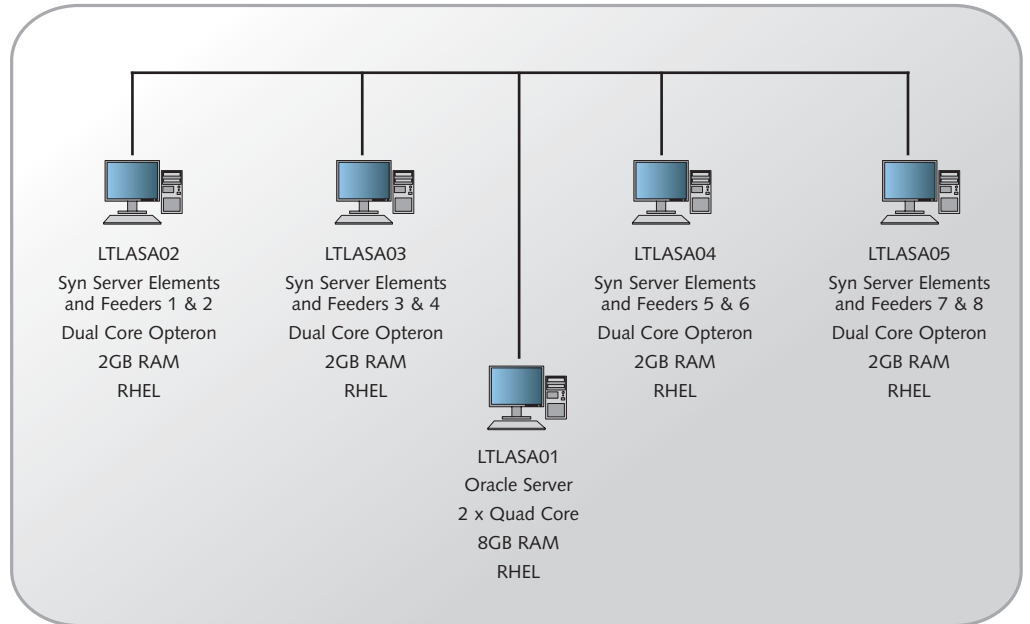 LTLASA02
Syn Server Elements
and Feeders 1 & 2
Dual Core Opteron
2GB RAM
RHEL
LTLASA03
Syn Server Elements
and Feeders 3 & 4
Dual Core Opteron
2GB RAM
RHEL
LTLASA04
Syn Server Elements
and Feeders 5 & 6
Dual Core Opteron
2GB RAM
RHEL
LTLASA05
Syn Server Elements
and Feeders 7 & 8
Dual Core Opteron
2GB RAM
RHEL
LTLASA01
Oracle Server
2 x Quad Core
8GB RAM
RHEL